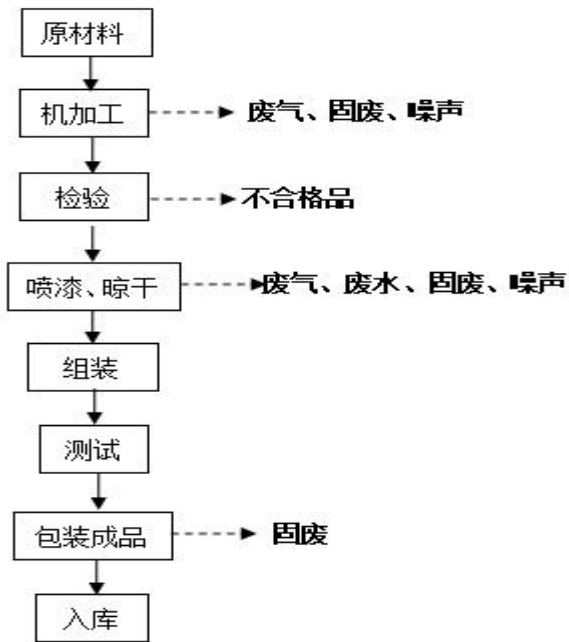 原材料
机加工 废气、固废、噪声
检验 不合格品
喷漆、晾干 废气、废水、固废、噪声
组装
测试
包装成品 固废
入库